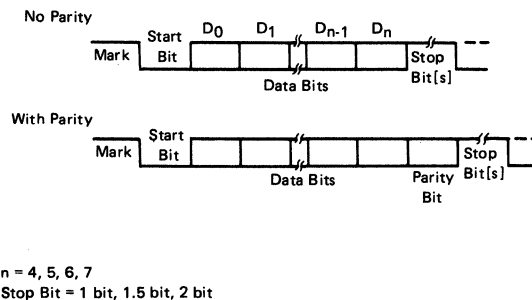 No Parity
Start
Bit
D0 D1 Dn-1 Dn
Mark
Stop
Bit[s]
Data Bits
With Parity
Start
Bit
Mark
Stop
Bit[s]
Data Bits
Parity
Bit
n = 4, 5, 6, 7
Stop Bit = 1 bit, 1.5 bit, 2 bit